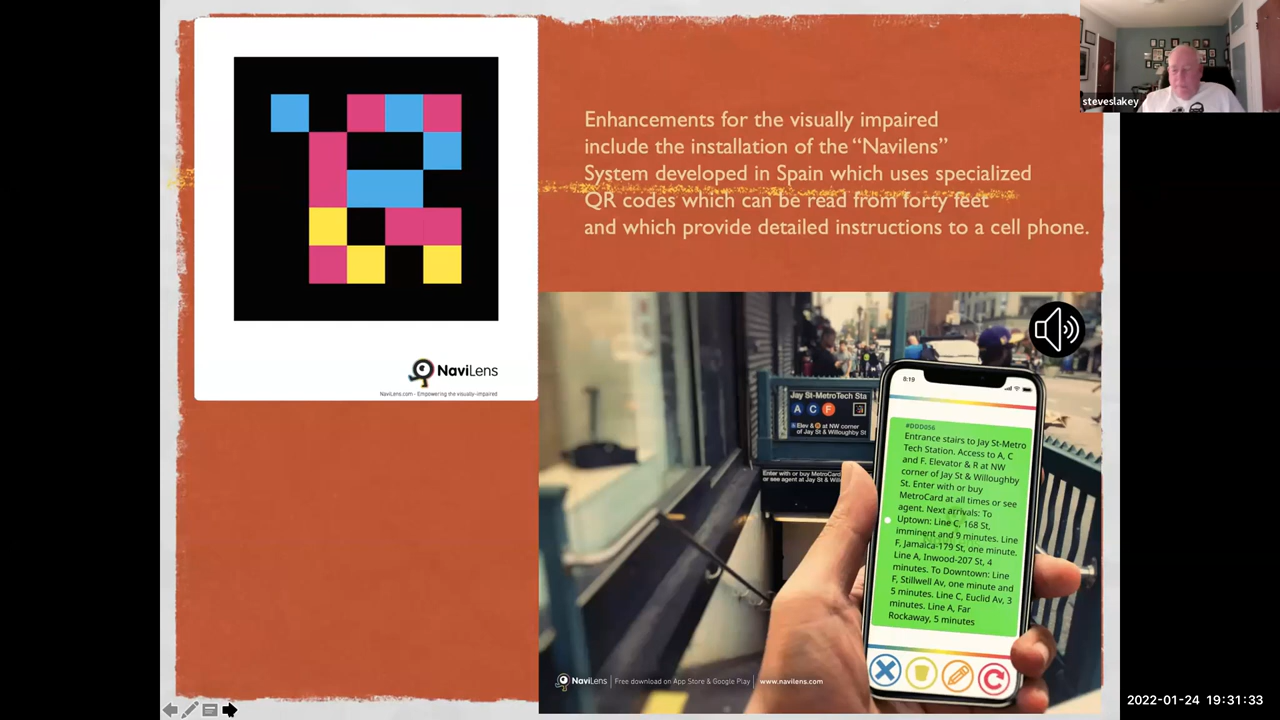 steveslakey
Enhancements for the visually impaired
include the installation of the “Navilens”
System developed in Spain which uses specialized
QR codes which can be read from forty feet
and which provide detailed instructions to a cell phone.
NaviLens
NaviLens.com - Empowering the visually-impaired
Jay St-MetroTech Sta
A C F
Elev & R at NW corner
of Jay St & Willoughby St
Enter with or buy MetroCard
or see agent at Jay St & Wil
8:19
#DDD056
Entrance stairs to Jay St-Metro
Tech Station. Access to A, C
and F. Elevator & R at NW
corner of Jay St & Willoughby
St. Enter with or buy
MetroCard at all times or see
agent. Next arrivals: To
Uptown: Line C, 168 St,
imminent and 9 minutes. Line
F, Jamaica-179 St, one minute.
Line A, Inwood-207 St, 4
minutes. To Downtown: Line
F, Stillwell Av, one minute and
5 minutes. Line C, Euclid Av, 3
minutes. Line A, Far
Rockaway, 5 minutes
NaviLens | Free download on App Store & Google Play | www.navilens.com
2022-01-24 19:31:33